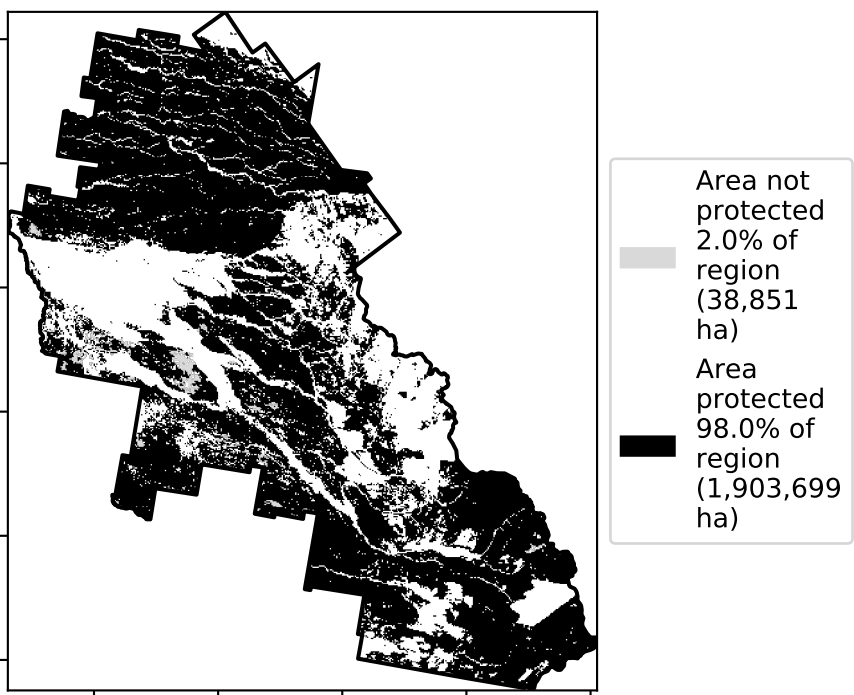 Area not
protected
2.0% of
region
(38,851
ha)
Area
protected
98.0% of
region
(1,903,699
ha)